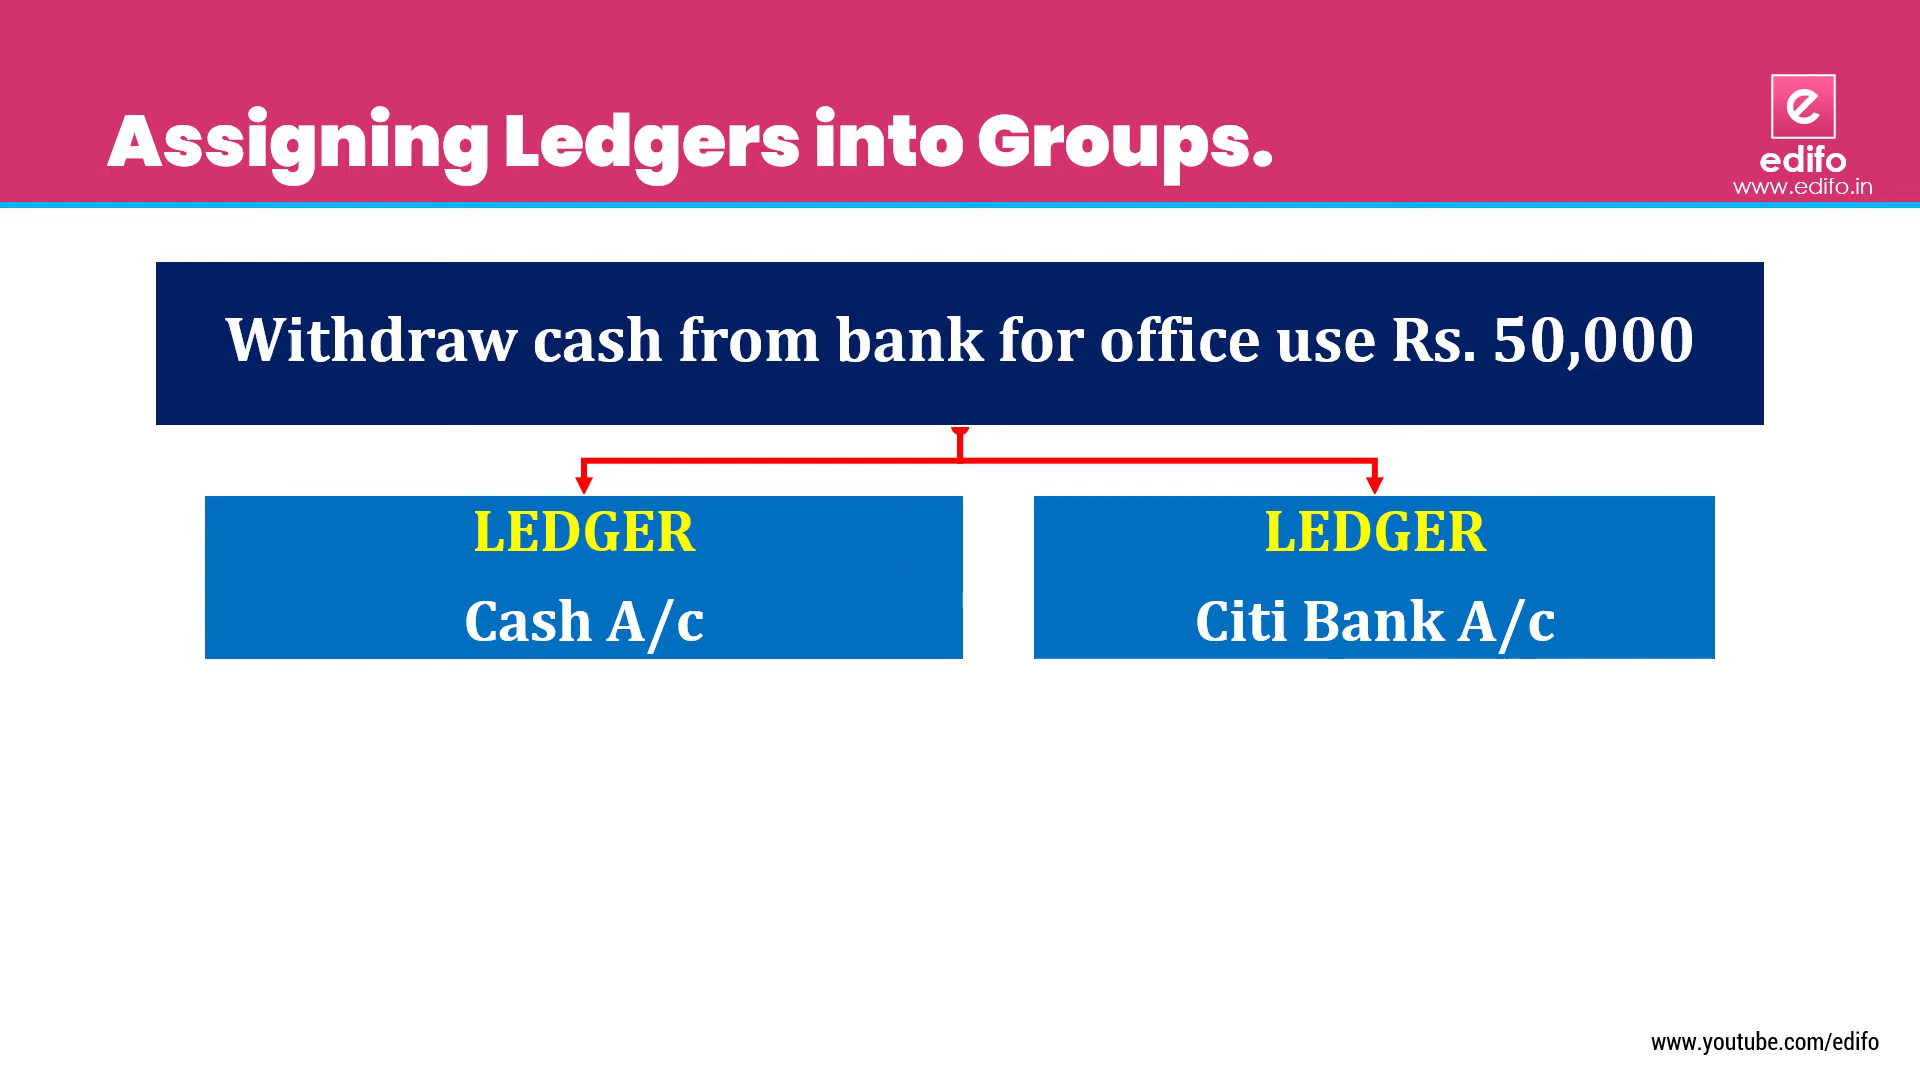 Assigning Ledgers into Groups.
e
edifo
www.edifo.in
Withdraw cash from bank for office use Rs. 50,000
LEDGER
Cash A/c
LEDGER
Citi Bank A/c
www.youtube.com/edifo